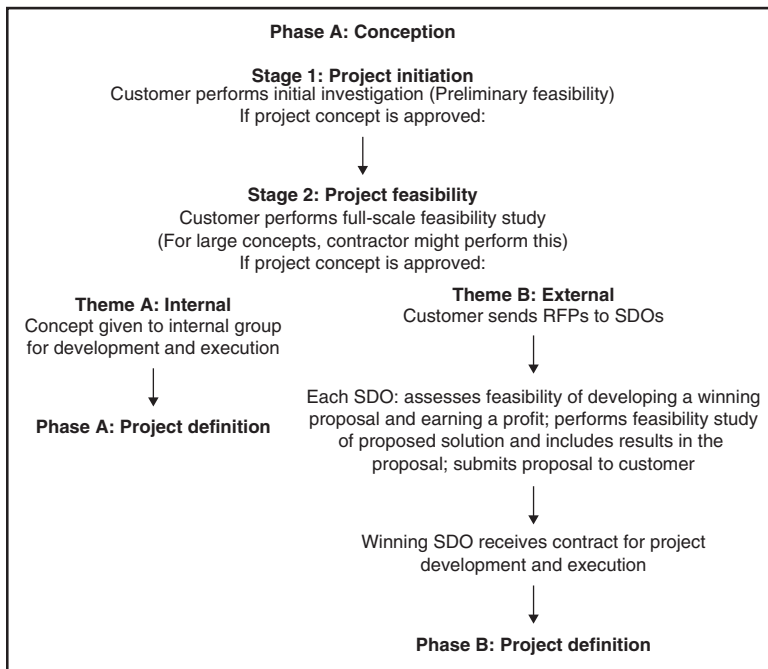 Phase A: Conception
Stage 1: Project initiation
Customer performs initial investigation (Preliminary feasibility)
If project concept is approved:
Stage 2: Project feasibility
Customer performs full-scale feasibility study
(For large concepts, contractor might perform this)
If project concept is approved:
Theme A: Internal
Concept given to internal group
for development and execution
Phase A: Project definition
Theme B: External
Customer sends RFPs to SDOs
Each SDO: assesses feasibility of developing a winning
proposal and earning a profit; performs feasibility study
of proposed solution and includes results in the
proposal; submits proposal to customer
Winning SDO receives contract for project
development and execution
Phase B: Project definition